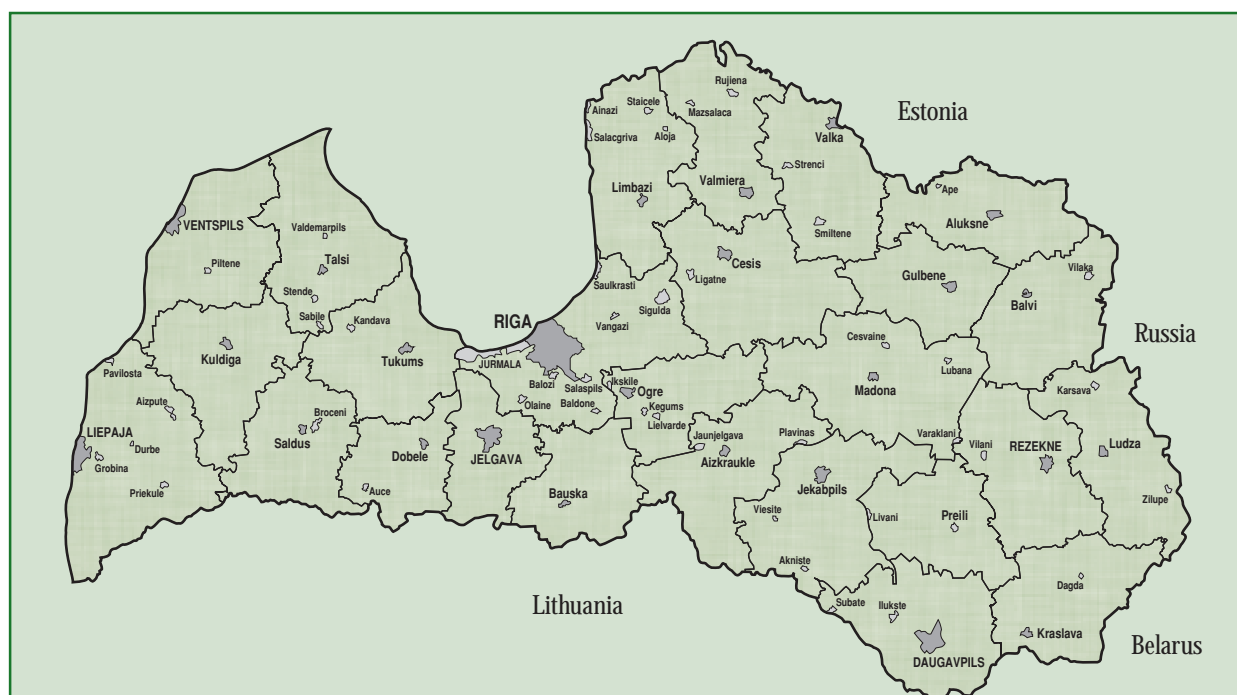 Rujiena
Ainazi
Staicele
Mazsalaca
Estonia
Salacgriva
Aloja
Valka
Strenci
Limbazi
Valmiera
Ape
VENTSPILS
Valdemarpils
Smiltene
Aluksne
Piltene
Talsi
Cesis
Ligatne
Gulbene
Vilaka
Stende
Saulkrasti
Sigulda
Balvi
Sabile
Kandava
RIGA
Vangazi
Russia
Kuldiga
Tukums
Cesvaine
Pavilosta
JURMALA
Lubana
Balozi
Salaspils
Ikskile
Ogre
Madona
Karsava
Aizpute
Olaine
Baldone
Kegums
Broceni
Lielvarde
LIEPAJA
Durbe
Saldus
Dobele
JELGAVA
Jaunjelgava
Plavinas
Varaklani
Vilani
REZEKNE
Ludza
Grobina
Aizkraukle
Priekule
Auce
Bauska
Jekabpils
Zilupe
Viesite
Livani
Preili
Akniste
Dagda
Lithuania
Subate
Ilukste
Kraslava
Belarus
DAUGAVPILS